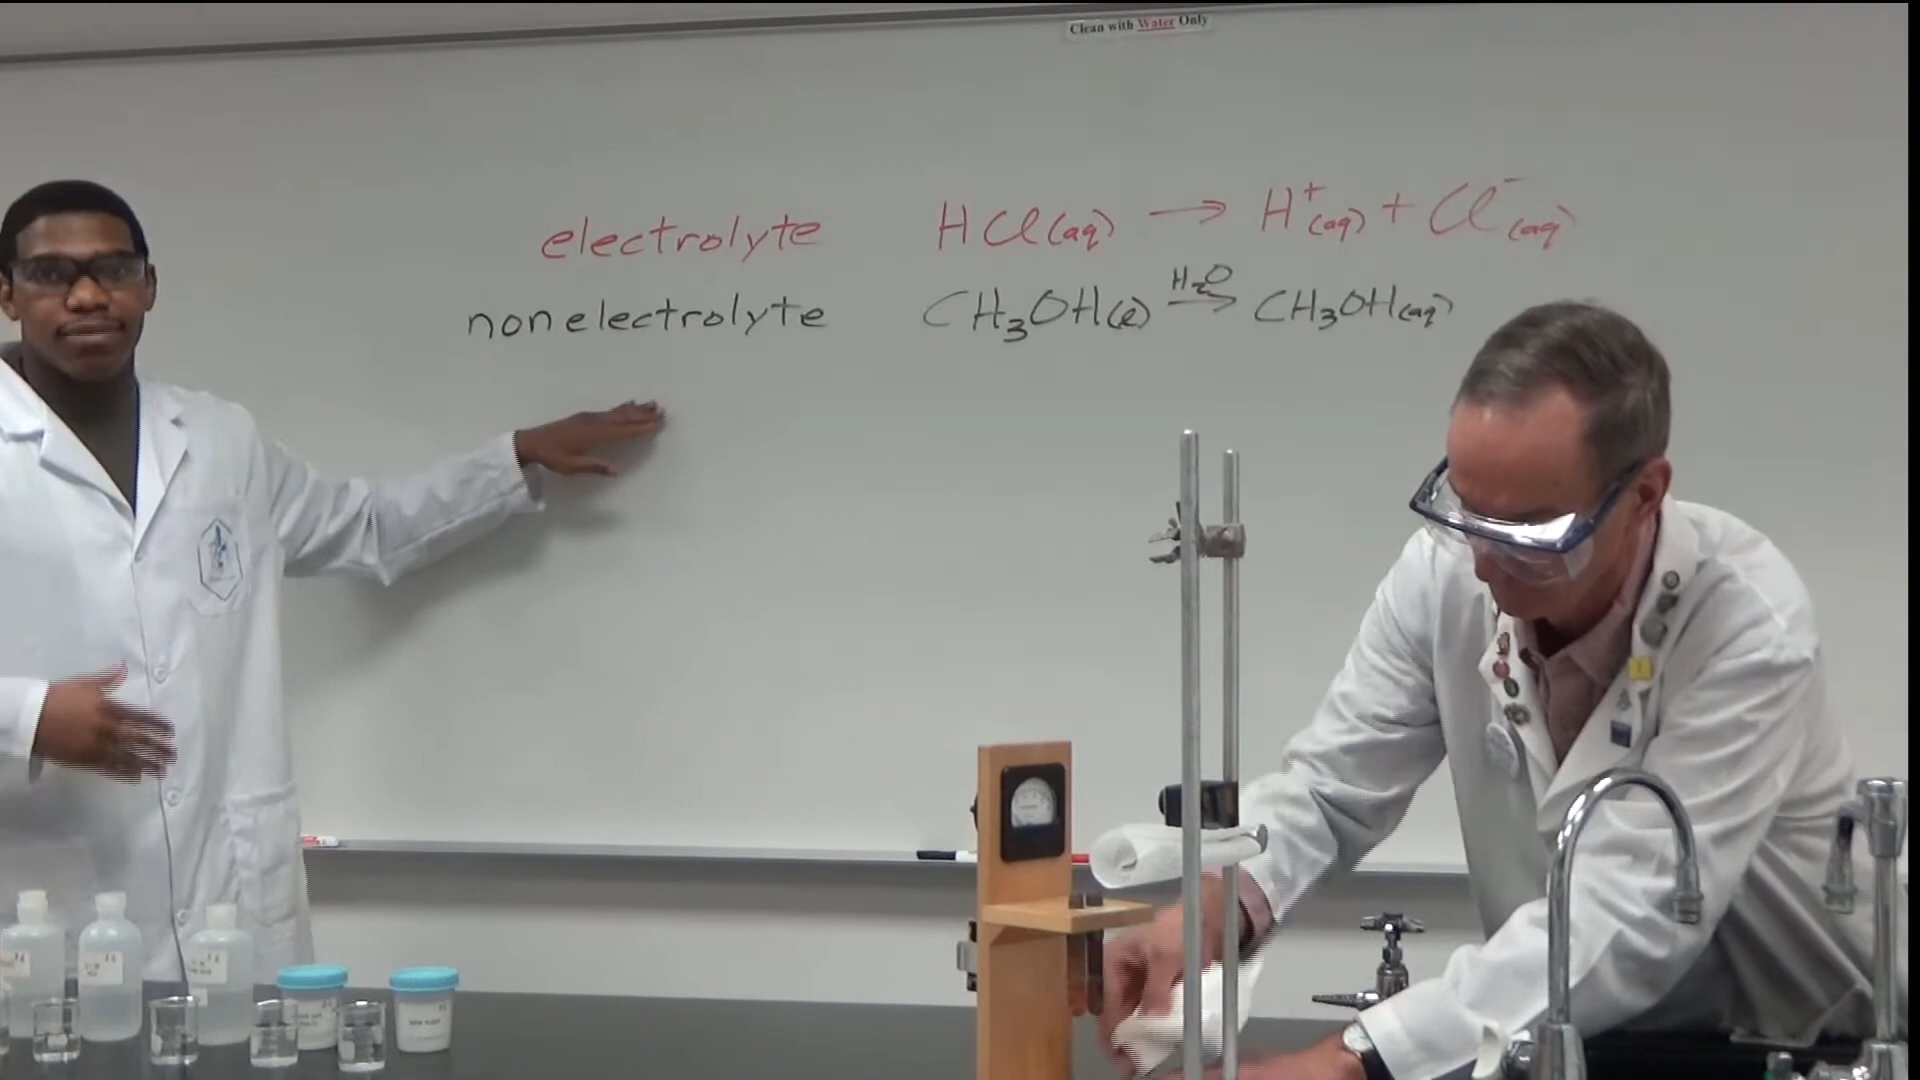 Clean with Water Only
electrolyte HCl(aq) → H⁺(aq) + Cl⁻(aq)
nonelectrolyte CH₃OH(l) —H₂O→ CH₃OH(aq)